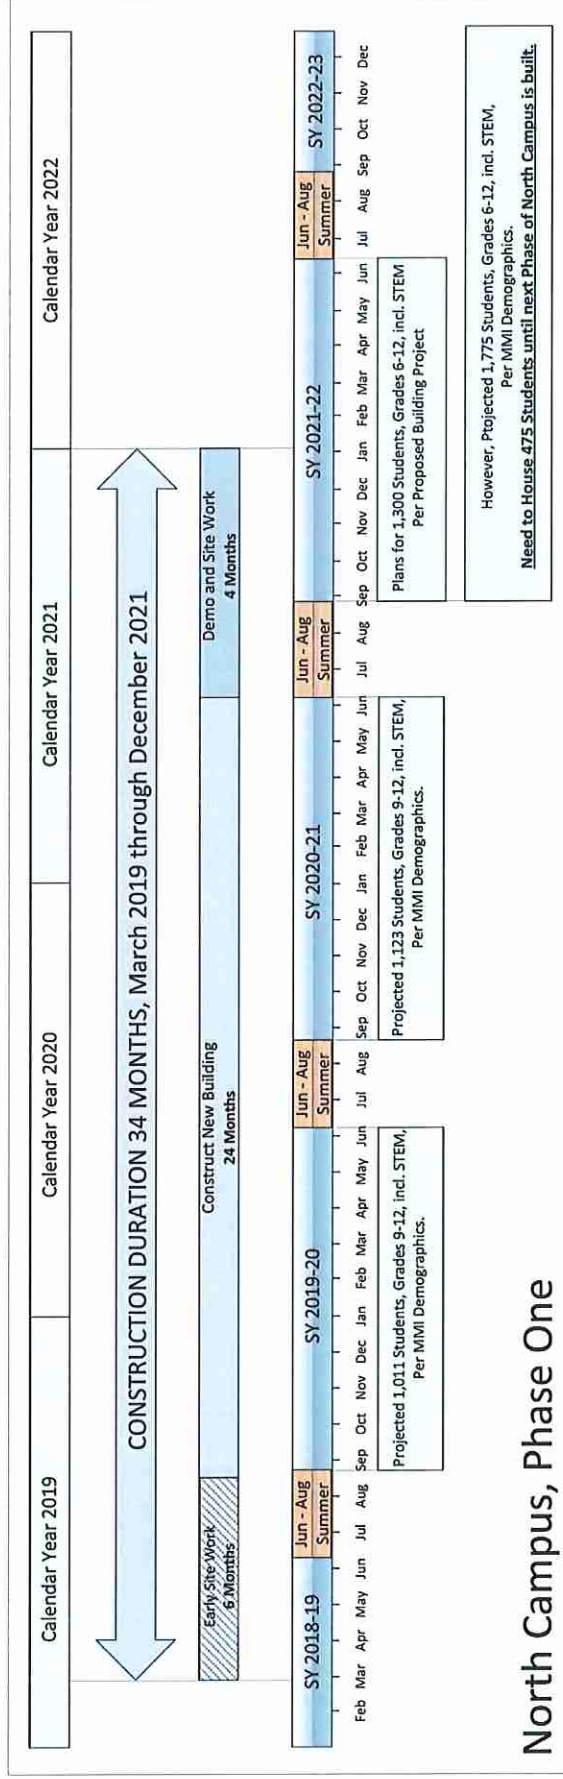 Calendar Year 2019 Calendar Year 2020 Calendar Year 2021 Calendar Year 2022
CONSTRUCTION DURATION 34 MONTHS, March 2019 through December 2021
Early Site Work
6 Months
Construct New Building
24 Months
Demo and Site Work
4 Months
SY 2018-19
Jun - Aug
Summer
SY 2019-20
Jun - Aug
Summer
SY 2020-21
Jun - Aug
Summer
SY 2021-22
Jun - Aug
Summer
SY 2022-23
Feb Mar Apr May Jun Jul Aug Sep Oct Nov Dec Jan Feb Mar Apr May Jun Jul Aug Sep Oct Nov Dec Jan Feb Mar Apr May Jun Jul Aug Sep Oct Nov Dec Jan Feb Mar Apr May Jun Jul Aug Sep Oct Nov Dec
Projected 1,011 Students, Grades 9-12, incl. STEM,
Per MMI Demographics.
Projected 1,123 Students, Grades 9-12, incl. STEM,
Per MMI Demographics.
Plans for 1,300 Students, Grades 6-12, incl. STEM
Per Proposed Building Project
However, Ptojected 1,775 Students, Grades 6-12, incl. STEM,
Per MMI Demographics.
Need to House 475 Students until next Phase of North Campus is built.
North Campus, Phase One